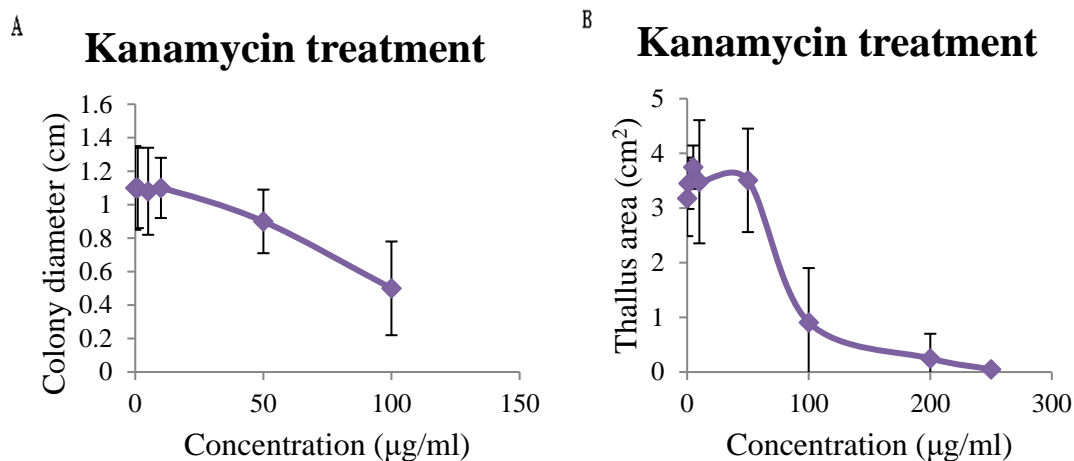 A
Kanamycin treatment
Colony diameter (cm)
1.6
1.4
1.2
1
0.8
0.6
0.4
0.2
0
0 50 100 150
Concentration (μg/ml)
B
Kanamycin treatment
Thallus area (cm²)
5
4
3
2
1
0
0 100 200 300
Concentration (μg/ml)